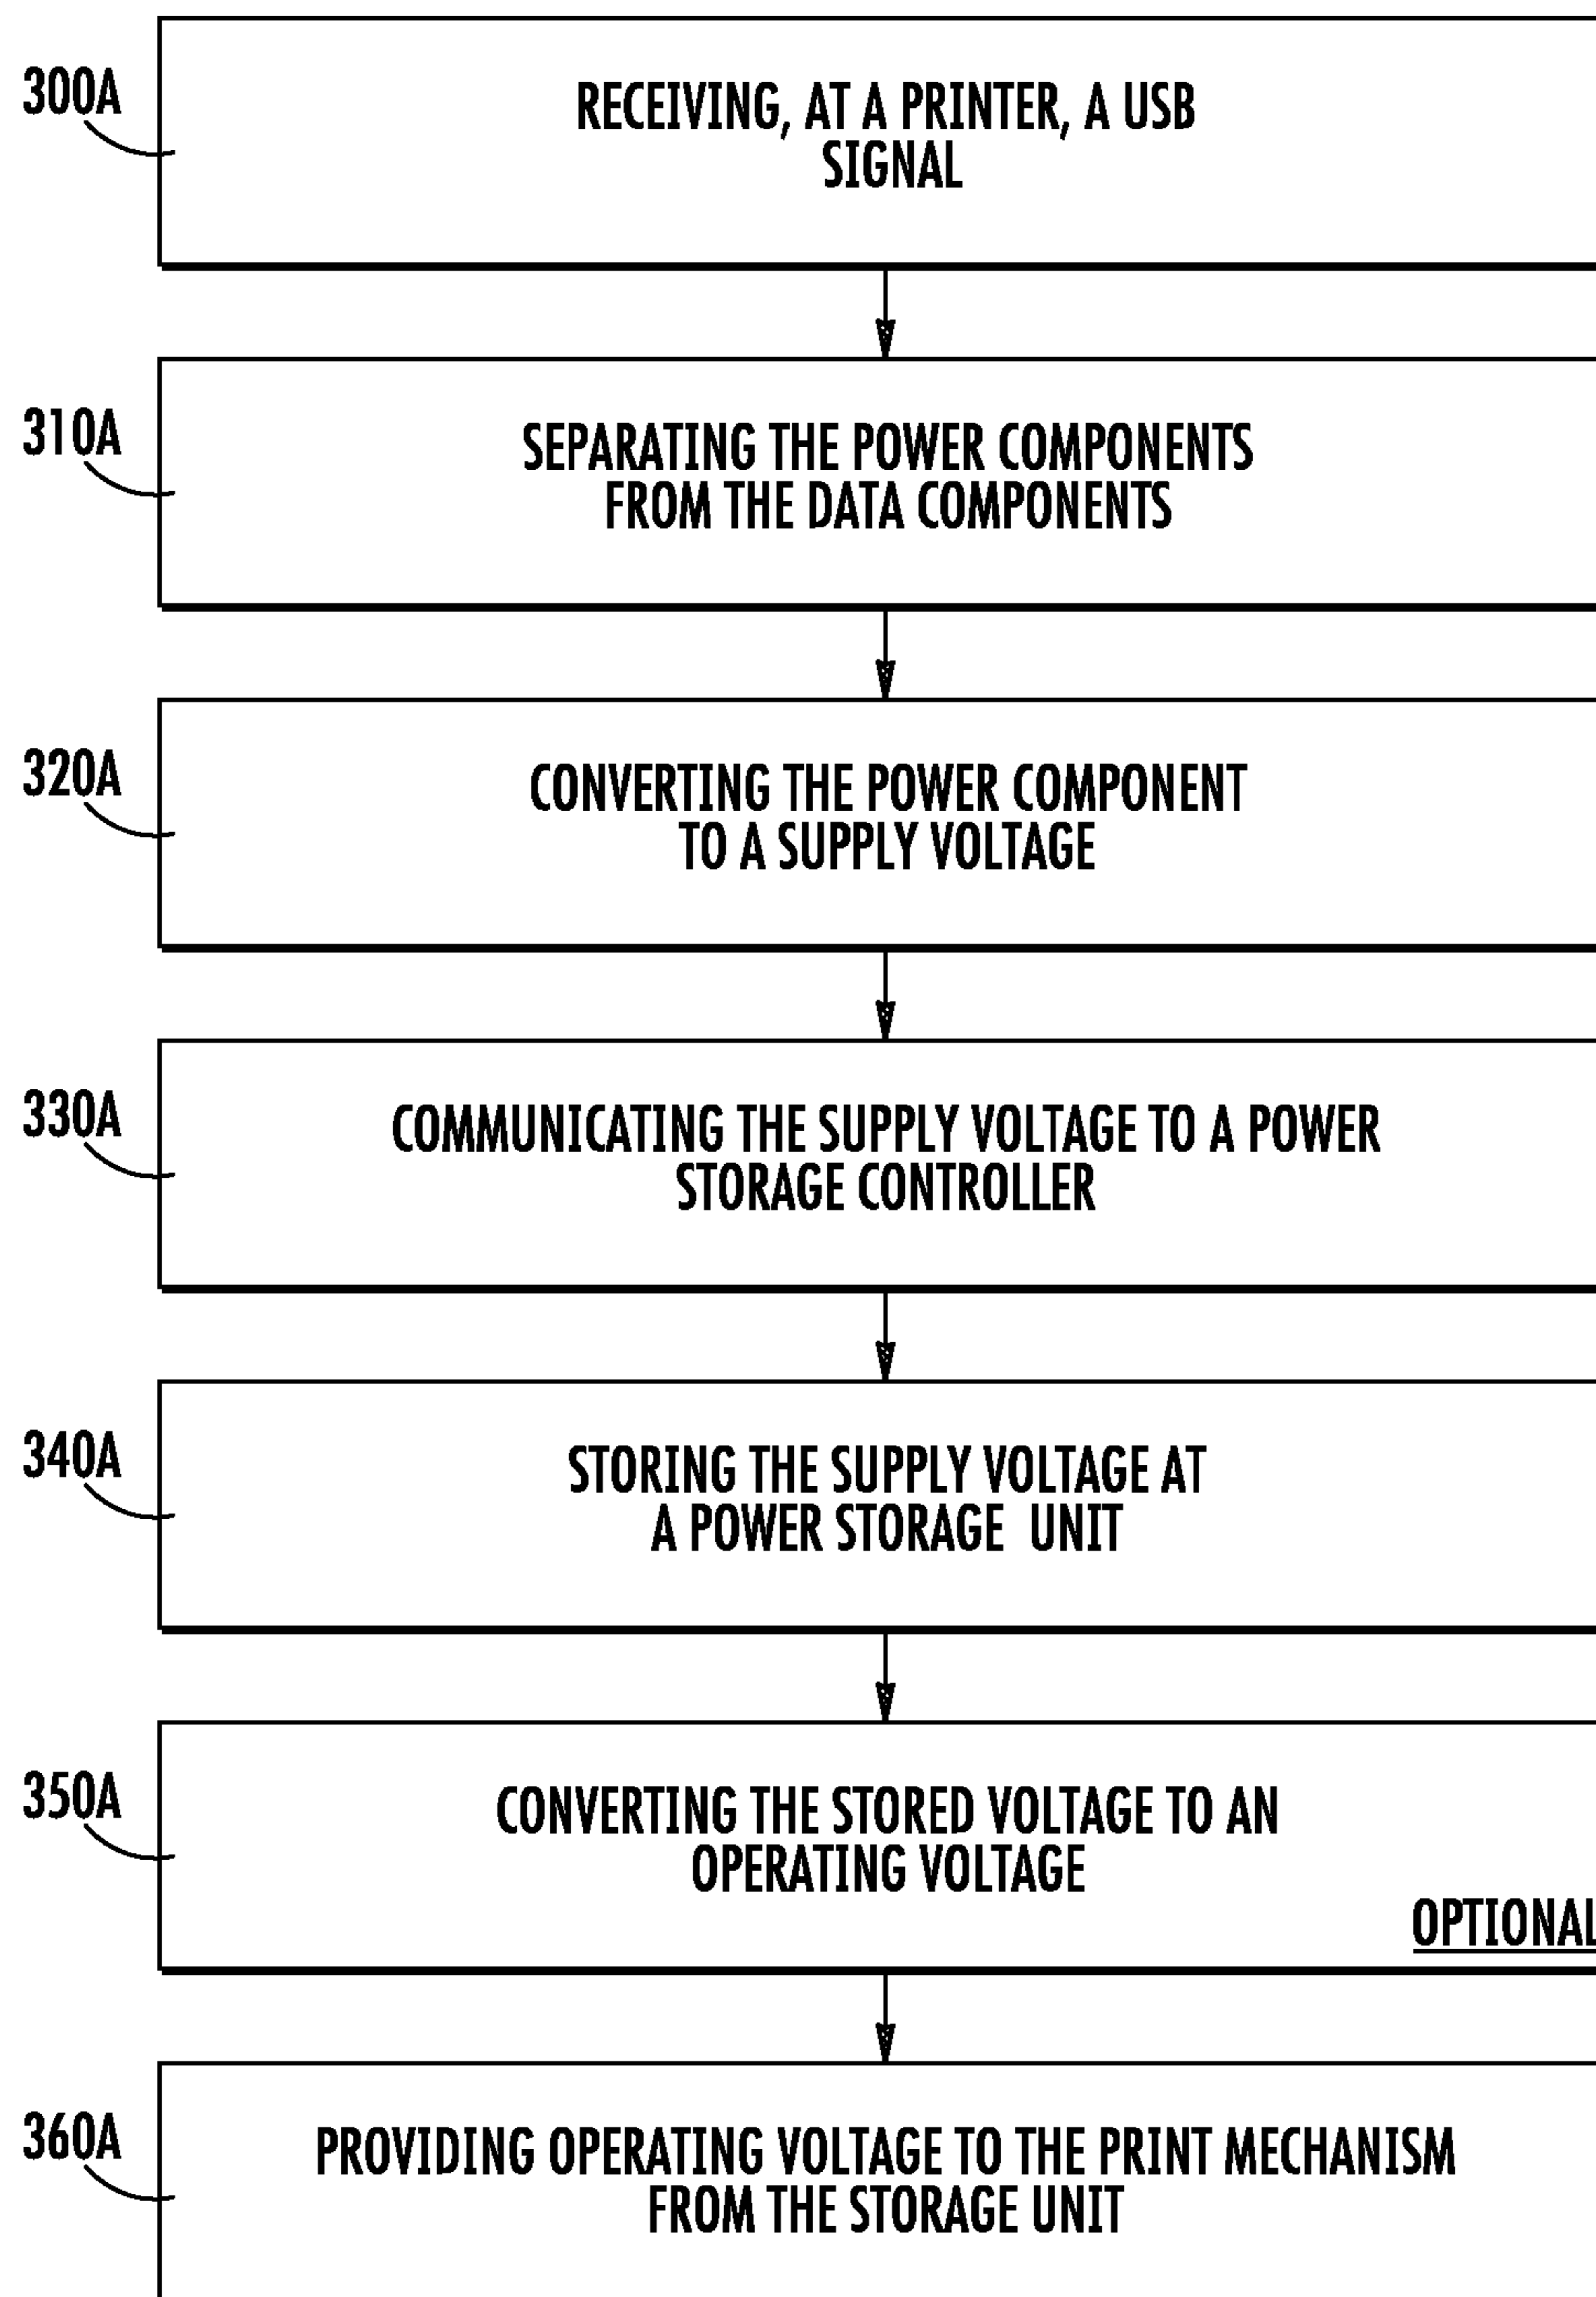 300A
RECEIVING, AT A PRINTER, A USB
SIGNAL
310A
SEPARATING THE POWER COMPONENTS
FROM THE DATA COMPONENTS
320A
CONVERTING THE POWER COMPONENT
TO A SUPPLY VOLTAGE
330A
COMMUNICATING THE SUPPLY VOLTAGE TO A POWER
STORAGE CONTROLLER
340A
STORING THE SUPPLY VOLTAGE AT
A POWER STORAGE UNIT
350A
CONVERTING THE STORED VOLTAGE TO AN
OPERATING VOLTAGE
OPTIONAL
360A
PROVIDING OPERATING VOLTAGE TO THE PRINT MECHANISM
FROM THE STORAGE UNIT